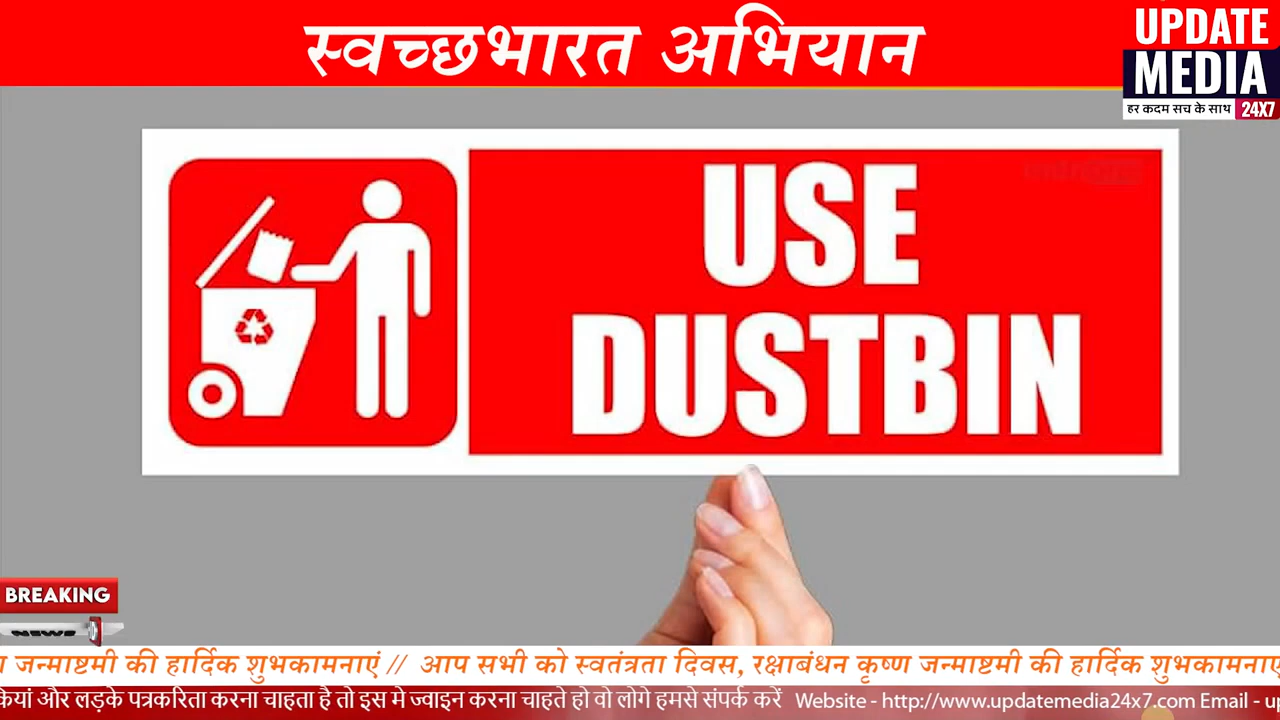 स्वच्छभारत अभियान
UPDATE
MEDIA
हर कदम सच के साथ 24X7
USE
DUSTBIN
BREAKING
NEWS
जन्माष्टमी की हार्दिक शुभकामनाएं // आप सभी को स्वतंत्रता दिवस, रक्षाबंधन कृष्ण जन्माष्टमी की हार्दिक शुभकामनाएं
और लड़के पत्रकरिता करना चाहता है तो इस मे ज्वाइन करना चाहते हो वो लोगे हमसे संपर्क करें Website - http://www.updatemedia24x7.com Email - up